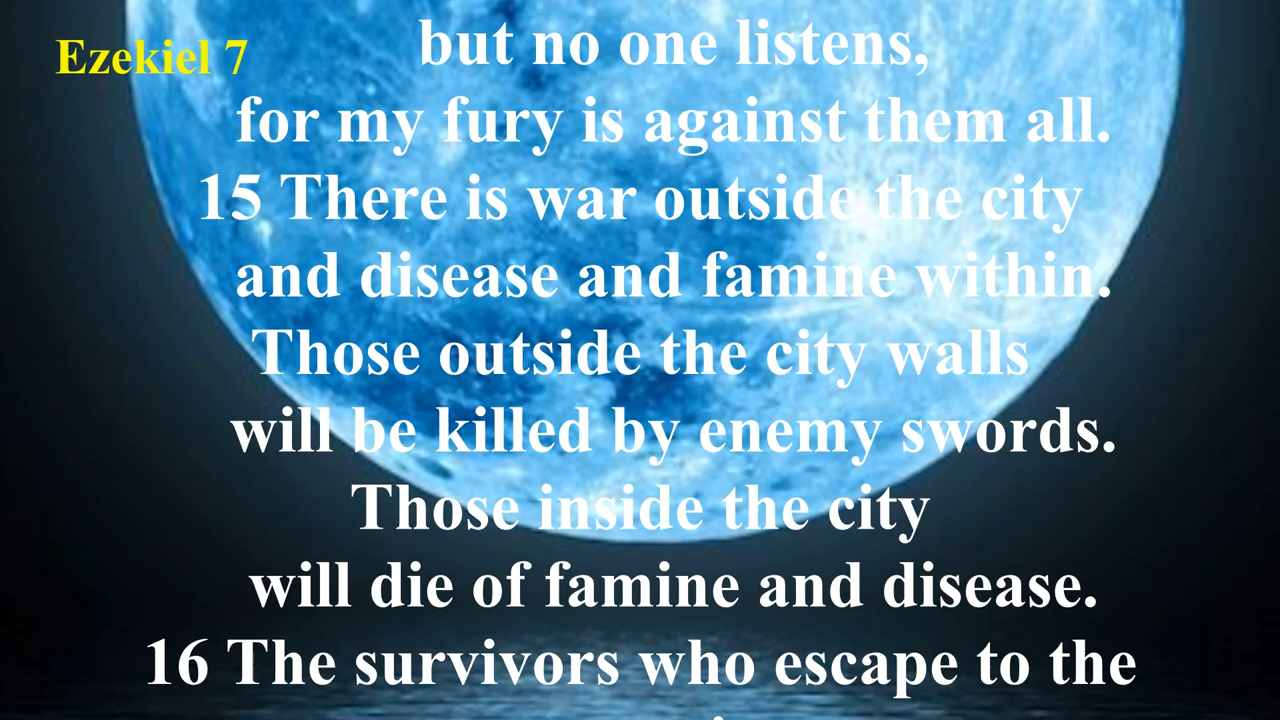 Ezekiel 7
but no one listens,
for my fury is against them all.
15 There is war outside the city
and disease and famine within.
Those outside the city walls
will be killed by enemy swords.
Those inside the city
will die of famine and disease.
16 The survivors who escape to the